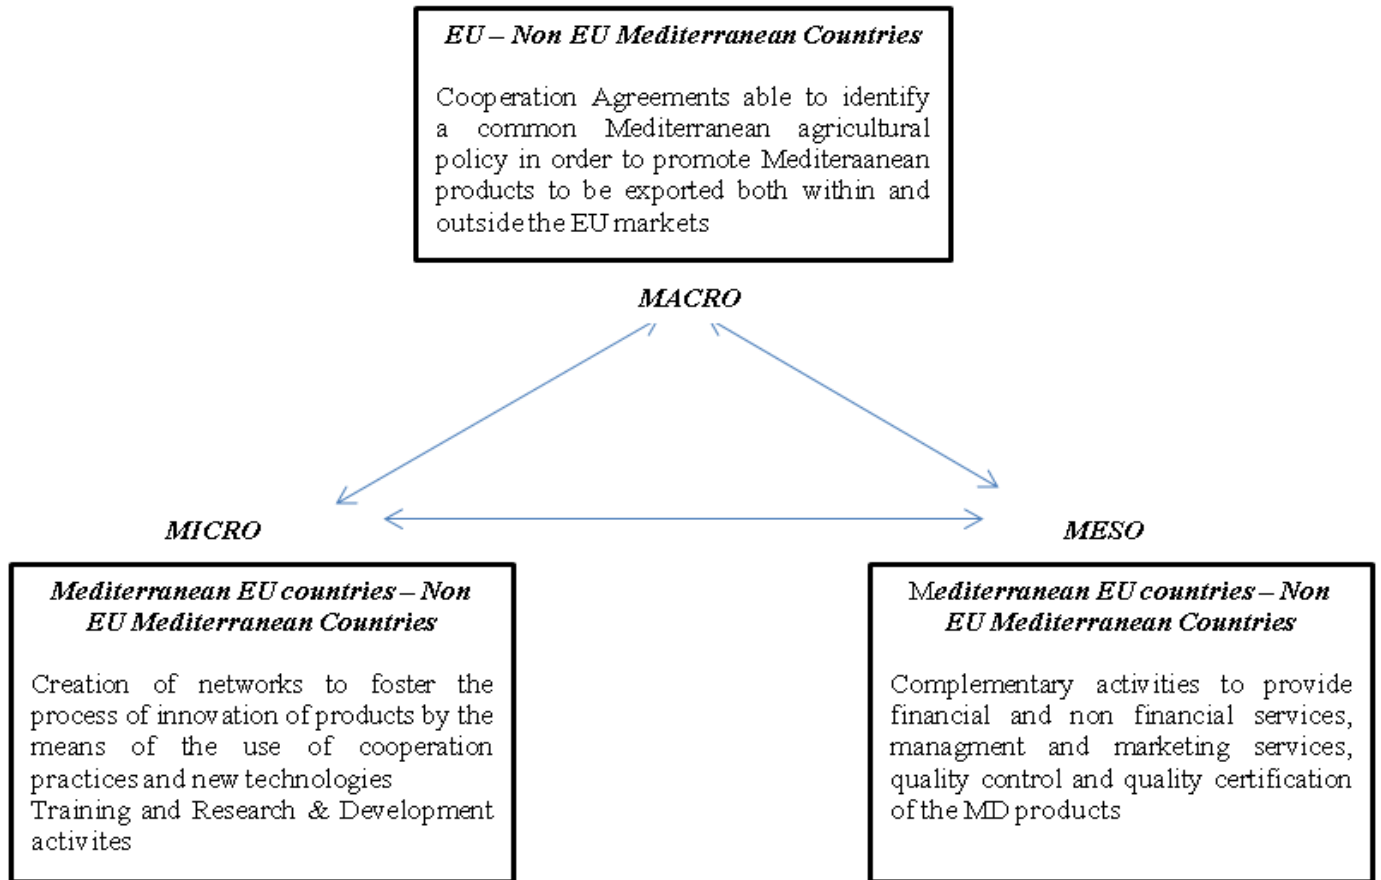 EU – Non EU Mediterranean Countries
Cooperation Agreements able to identify
a common Mediterranean agricultural
policy in order to promote Mediteraanean
products to be exported both within and
outside the EU markets
MACRO
MICRO
MESO
Mediterranean EU countries – Non
EU Mediterranean Countries
Creation of networks to foster the
process of innovation of products by the
means of the use of cooperation
practices and new technologies
Training and Research & Development
activites
Mediterranean EU countries – Non
EU Mediterranean Countries
Complementary activities to provide
financial and non financial services,
managment and marketing services,
quality control and quality certification
of the MD products